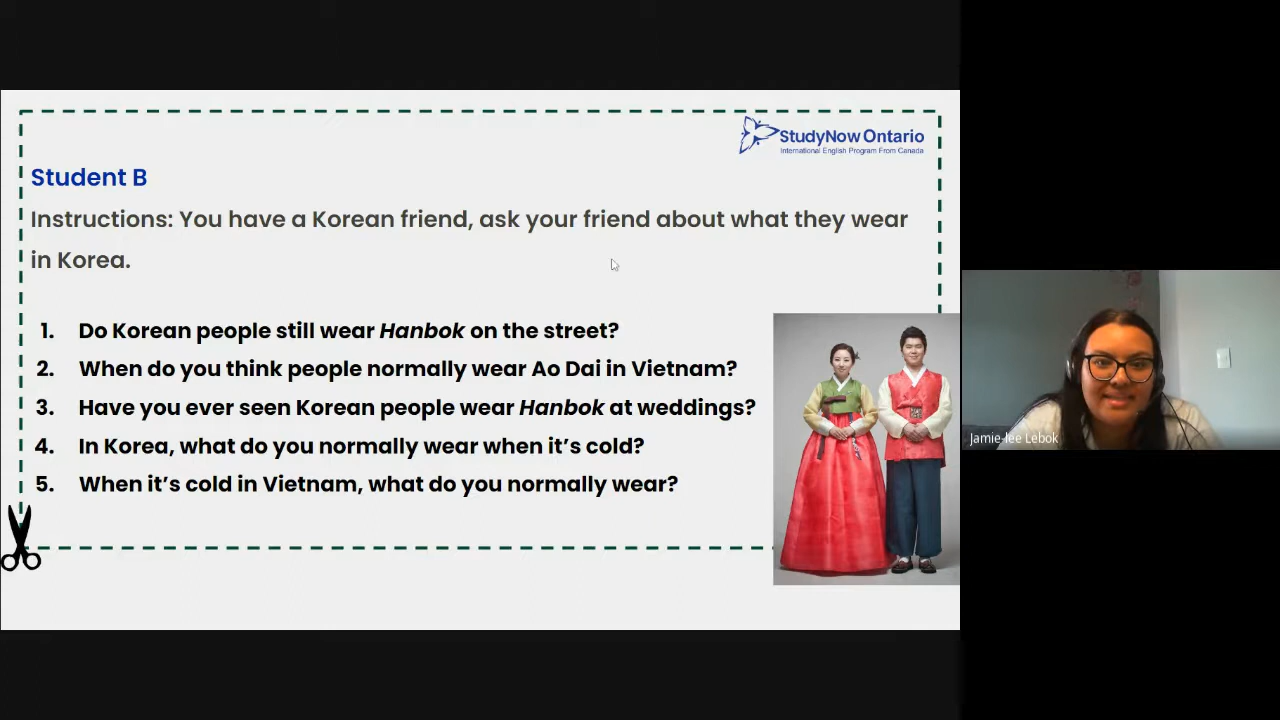 StudyNow Ontario
International English Program From Canada
Student B
Instructions: You have a Korean friend, ask your friend about what they wear
in Korea.
1. Do Korean people still wear Hanbok on the street?
2. When do you think people normally wear Ao Dai in Vietnam?
3. Have you ever seen Korean people wear Hanbok at weddings?
4. In Korea, what do you normally wear when it's cold?
5. When it's cold in Vietnam, what do you normally wear?
Jamie-lee Lebok